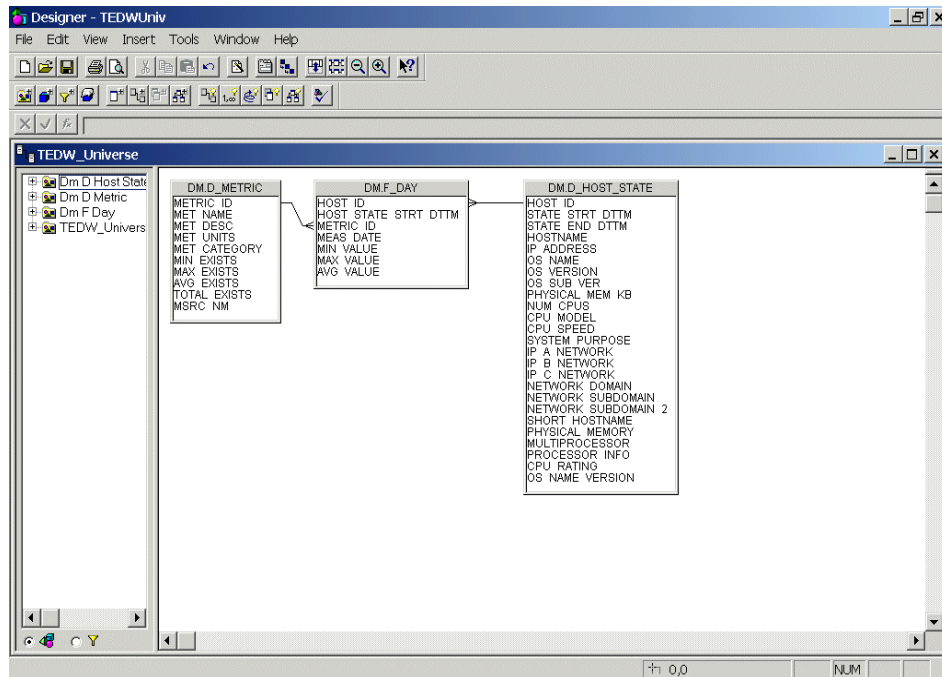 Designer - TEDWUniv
File Edit View Insert Tools Window Help
TEDW_Universe
Dm D Host State
Dm D Metric
Dm F Day
TEDW_Univers
DM.D_METRIC
METRIC ID
MET NAME
MET DESC
MET UNITS
MET CATEGORY
MIN EXISTS
MAX EXISTS
AVG EXISTS
TOTAL EXISTS
MSRC NM
DM.F_DAY
HOST ID
HOST STATE STRT DTTM
METRIC ID
MEAS DATE
MIN VALUE
MAX VALUE
AVG VALUE
DM.D_HOST_STATE
HOST ID
STATE STRT DTTM
STATE END DTTM
HOSTNAME
IP ADDRESS
OS NAME
OS VERSION
OS SUB VER
PHYSICAL MEM KB
NUM CPUS
CPU MODEL
CPU SPEED
SYSTEM PURPOSE
IP A NETWORK
IP B NETWORK
IP C NETWORK
NETWORK DOMAIN
NETWORK SUBDOMAIN
NETWORK SUBDOMAIN 2
SHORT HOSTNAME
PHYSICAL MEMORY
MULTIPROCESSOR
PROCESSOR INFO
CPU RATING
OS NAME VERSION
0,0
NUM